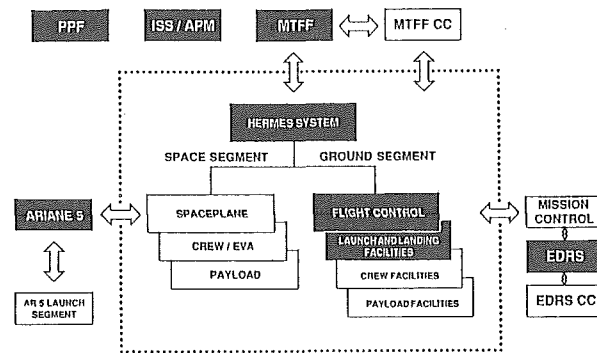 PPF
ISS / APM
MTFF
MTFF CC
HERMES SYSTEM
SPACE SEGMENT
GROUND SEGMENT
ARIANE 5
SPACEPLANE
FLIGHT CONTROL
MISSION
CONTROL
CREW / EVA
LAUNCH AND LANDING
FACILITIES
EDRS
PAYLOAD
CREW FACILITIES
AR 5 LAUNCH
SEGMENT
PAYLOAD FACILITIES
EDRS CC